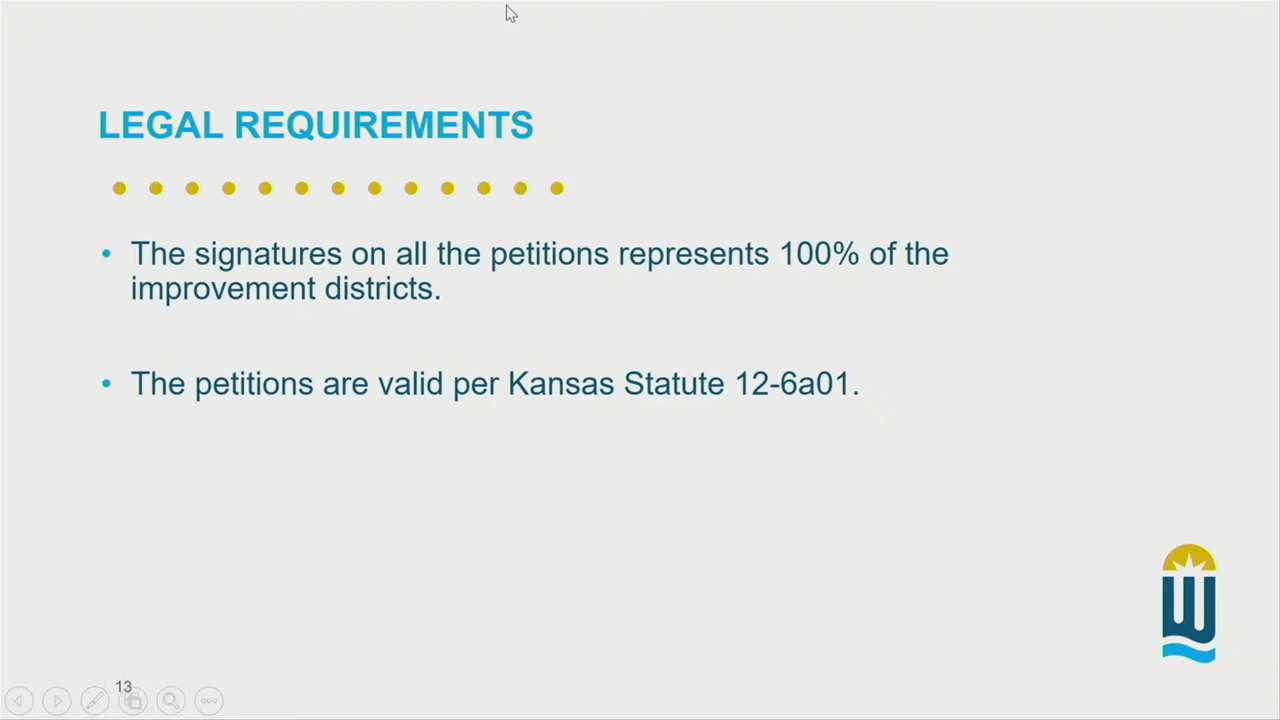 LEGAL REQUIREMENTS
• The signatures on all the petitions represents 100% of the
improvement districts.
• The petitions are valid per Kansas Statute 12-6a01.
W
13